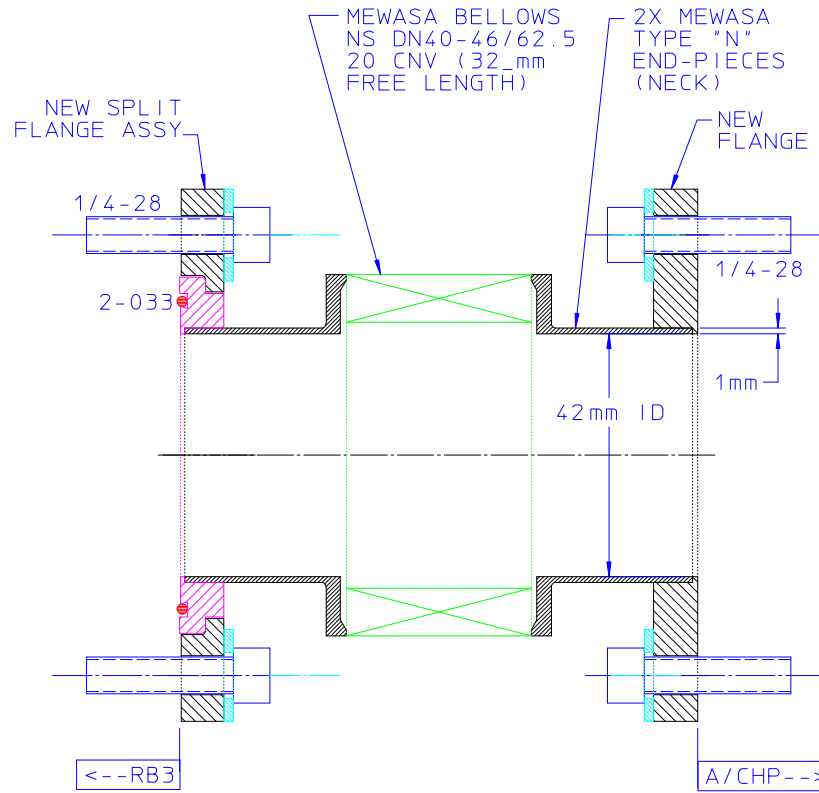 MEWASA BELLOWS
NS DN40-46/62.5
20 CNV (32_mm
FREE LENGTH)
2X MEWASA
TYPE "N"
END-PIECES
(NECK)
NEW SPLIT
FLANGE ASSY
NEW
FLANGE
1/4-28
1/4-28
2-033
1mm
42mm ID
<--RB3
A/CHP-->